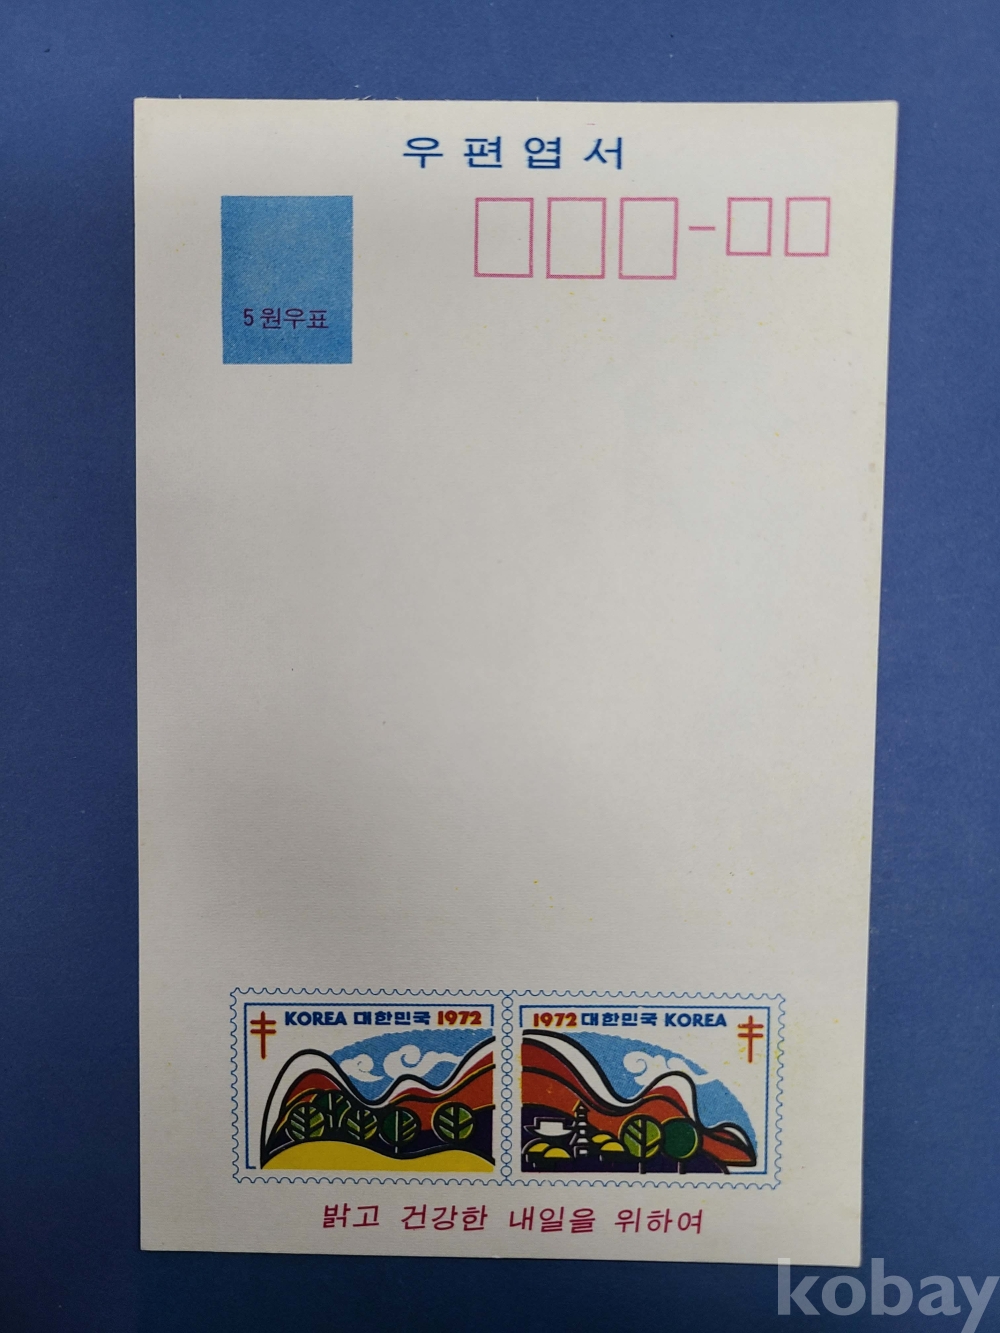 우편엽서
5원우표
KOREA 대한민국 1972
1972 대한민국 KOREA
밝고 건강한 내일을 위하여
kobay